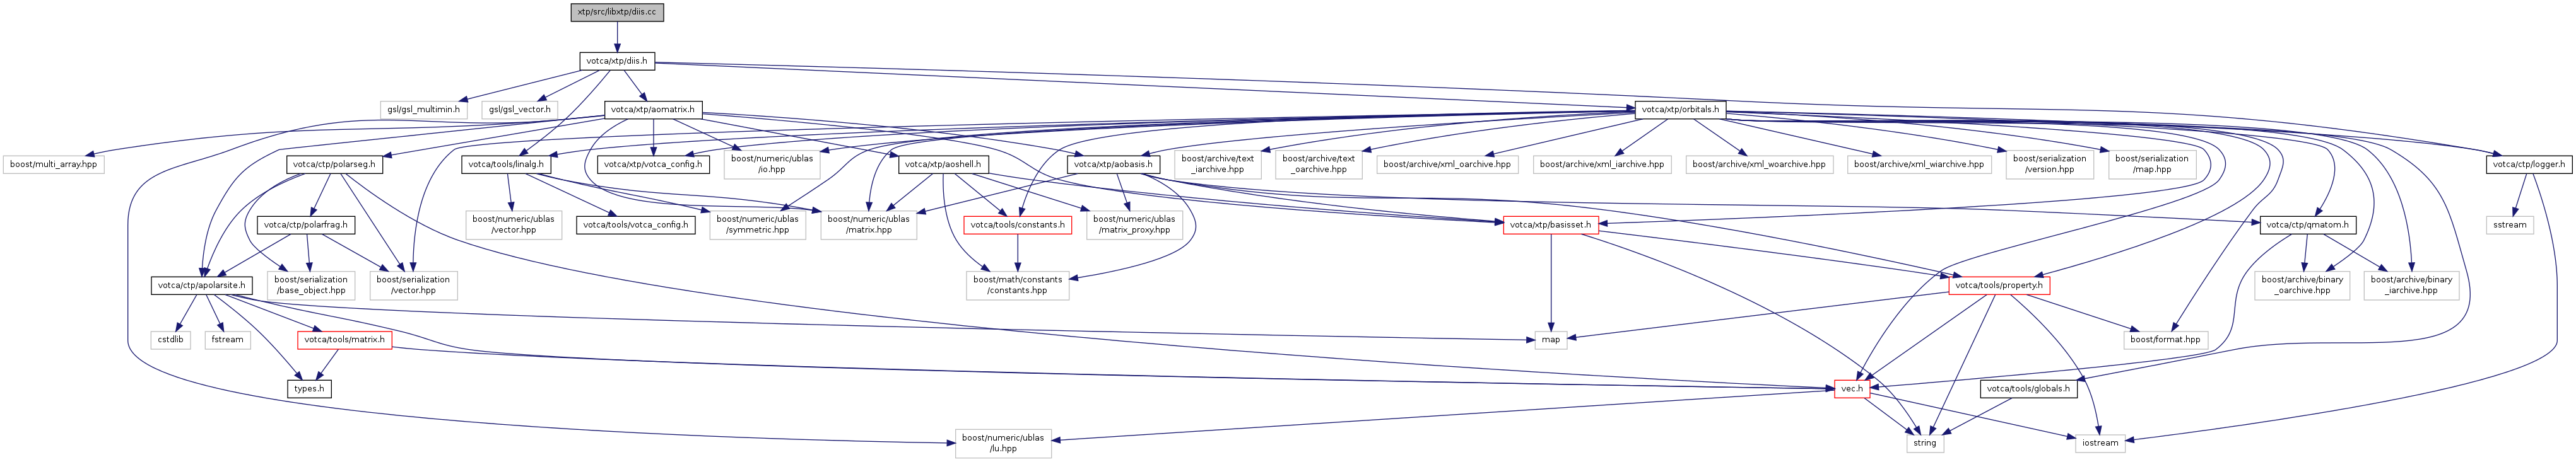 xtp/src/libxtp/diis.cc
votca/xtp/diis.h
gsl/gsl_multimin.h
gsl/gsl_vector.h
votca/xtp/aomatrix.h
votca/xtp/orbitals.h
boost/multi_array.hpp
votca/ctp/polarseg.h
votca/tools/linalg.h
votca/xtp/votca_config.h
boost/numeric/ublas
/io.hpp
votca/xtp/aoshell.h
votca/xtp/aobasis.h
boost/archive/text
_iarchive.hpp
boost/archive/text
_oarchive.hpp
boost/archive/xml_oarchive.hpp
boost/archive/xml_iarchive.hpp
boost/archive/xml_woarchive.hpp
boost/archive/xml_wiarchive.hpp
boost/serialization
/version.hpp
boost/serialization
/map.hpp
votca/ctp/logger.h
votca/ctp/polarfrag.h
boost/numeric/ublas
/vector.hpp
votca/tools/votca_config.h
boost/numeric/ublas
/symmetric.hpp
boost/numeric/ublas
/matrix.hpp
votca/tools/constants.h
boost/numeric/ublas
/matrix_proxy.hpp
votca/xtp/basisset.h
votca/ctp/qmatom.h
sstream
votca/ctp/apolarsite.h
boost/serialization
/base_object.hpp
boost/serialization
/vector.hpp
boost/math/constants
/constants.hpp
votca/tools/property.h
boost/archive/binary
_oarchive.hpp
boost/archive/binary
_iarchive.hpp
cstdlib
fstream
votca/tools/matrix.h
map
boost/format.hpp
types.h
vec.h
votca/tools/globals.h
boost/numeric/ublas
/lu.hpp
string
iostream